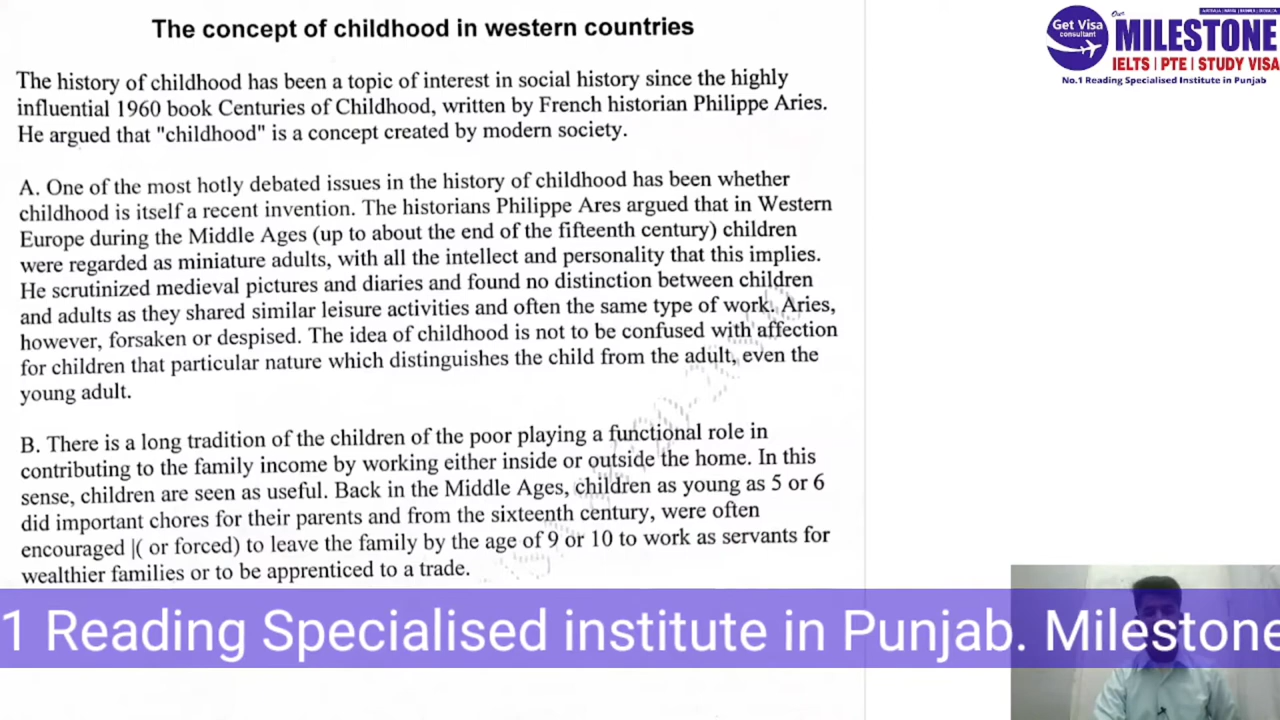 The concept of childhood in western countries
The history of childhood has been a topic of interest in social history since the highly
influential 1960 book Centuries of Childhood, written by French historian Philippe Aries.
He argued that "childhood" is a concept created by modern society.
A. One of the most hotly debated issues in the history of childhood has been whether
childhood is itself a recent invention. The historians Philippe Ares argued that in Western
Europe during the Middle Ages (up to about the end of the fifteenth century) children
were regarded as miniature adults, with all the intellect and personality that this implies.
He scrutinized medieval pictures and diaries and found no distinction between children
and adults as they shared similar leisure activities and often the same type of work. Aries,
however, forsaken or despised. The idea of childhood is not to be confused with affection
for children that particular nature which distinguishes the child from the adult, even the
young adult.
B. There is a long tradition of the children of the poor playing a functional role in
contributing to the family income by working either inside or outside the home. In this
sense, children are seen as useful. Back in the Middle Ages, children as young as 5 or 6
did important chores for their parents and from the sixteenth century, were often
encouraged |( or forced) to leave the family by the age of 9 or 10 to work as servants for
wealthier families or to be apprenticed to a trade.
Get Visa
consultant
Our
MILESTONE
IELTS | PTE | STUDY VISA
No.1 Reading Specialised Institute in Punjab
1 Reading Specialised institute in Punjab. Milestone